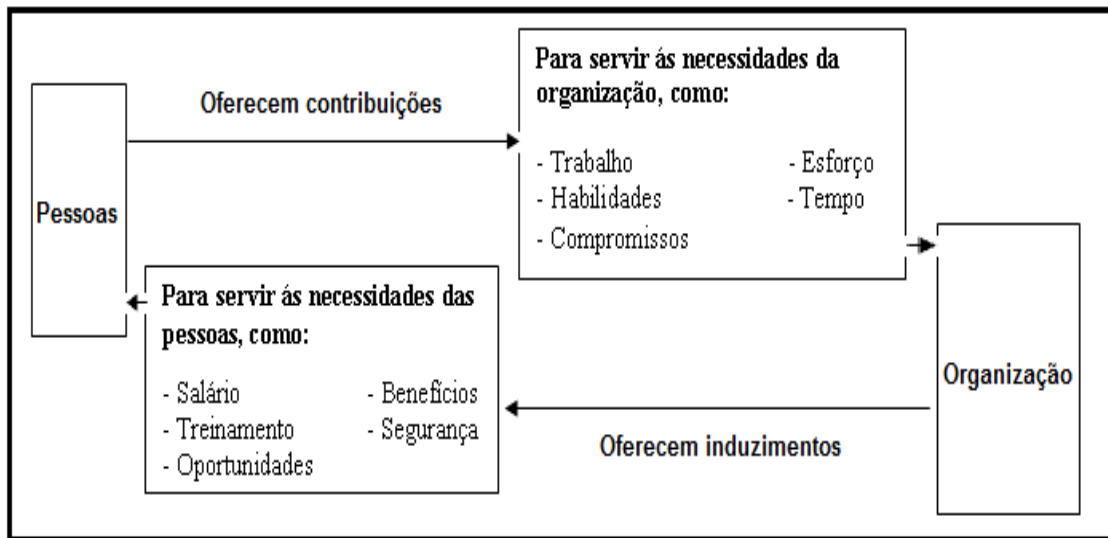 Para servir ás necessidades da
organização, como:
Oferecem contribuições
- Trabalho - Esforço
- Habilidades - Tempo
- Compromissos
Pessoas
Para servir ás necessidades das
pessoas, como:
- Salário - Benefícios
- Treinamento - Segurança
- Oportunidades
Organização
Oferecem induzimentos